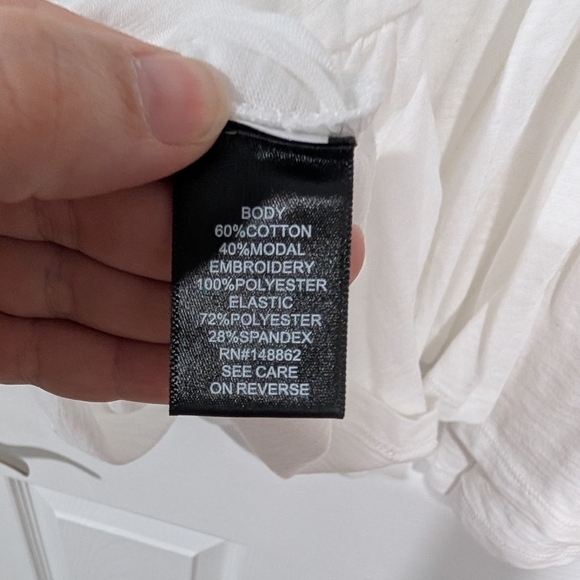 BODY
60%COTTON
40%MODAL
EMBROIDERY
100%POLYESTER
ELASTIC
72%POLYESTER
28%SPANDEX
RN#148862
SEE CARE
ON REVERSE